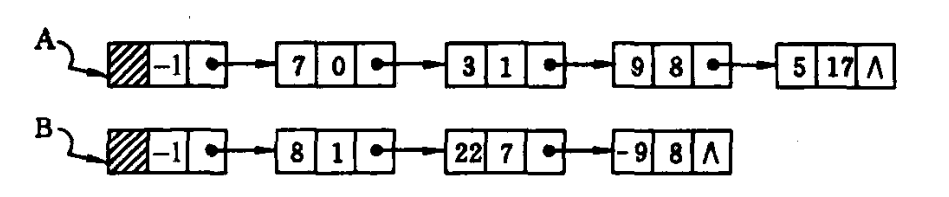 A -1 7 0 3 1 9 8 5 17 ∧
B -1 8 1 22 7 -9 8 ∧